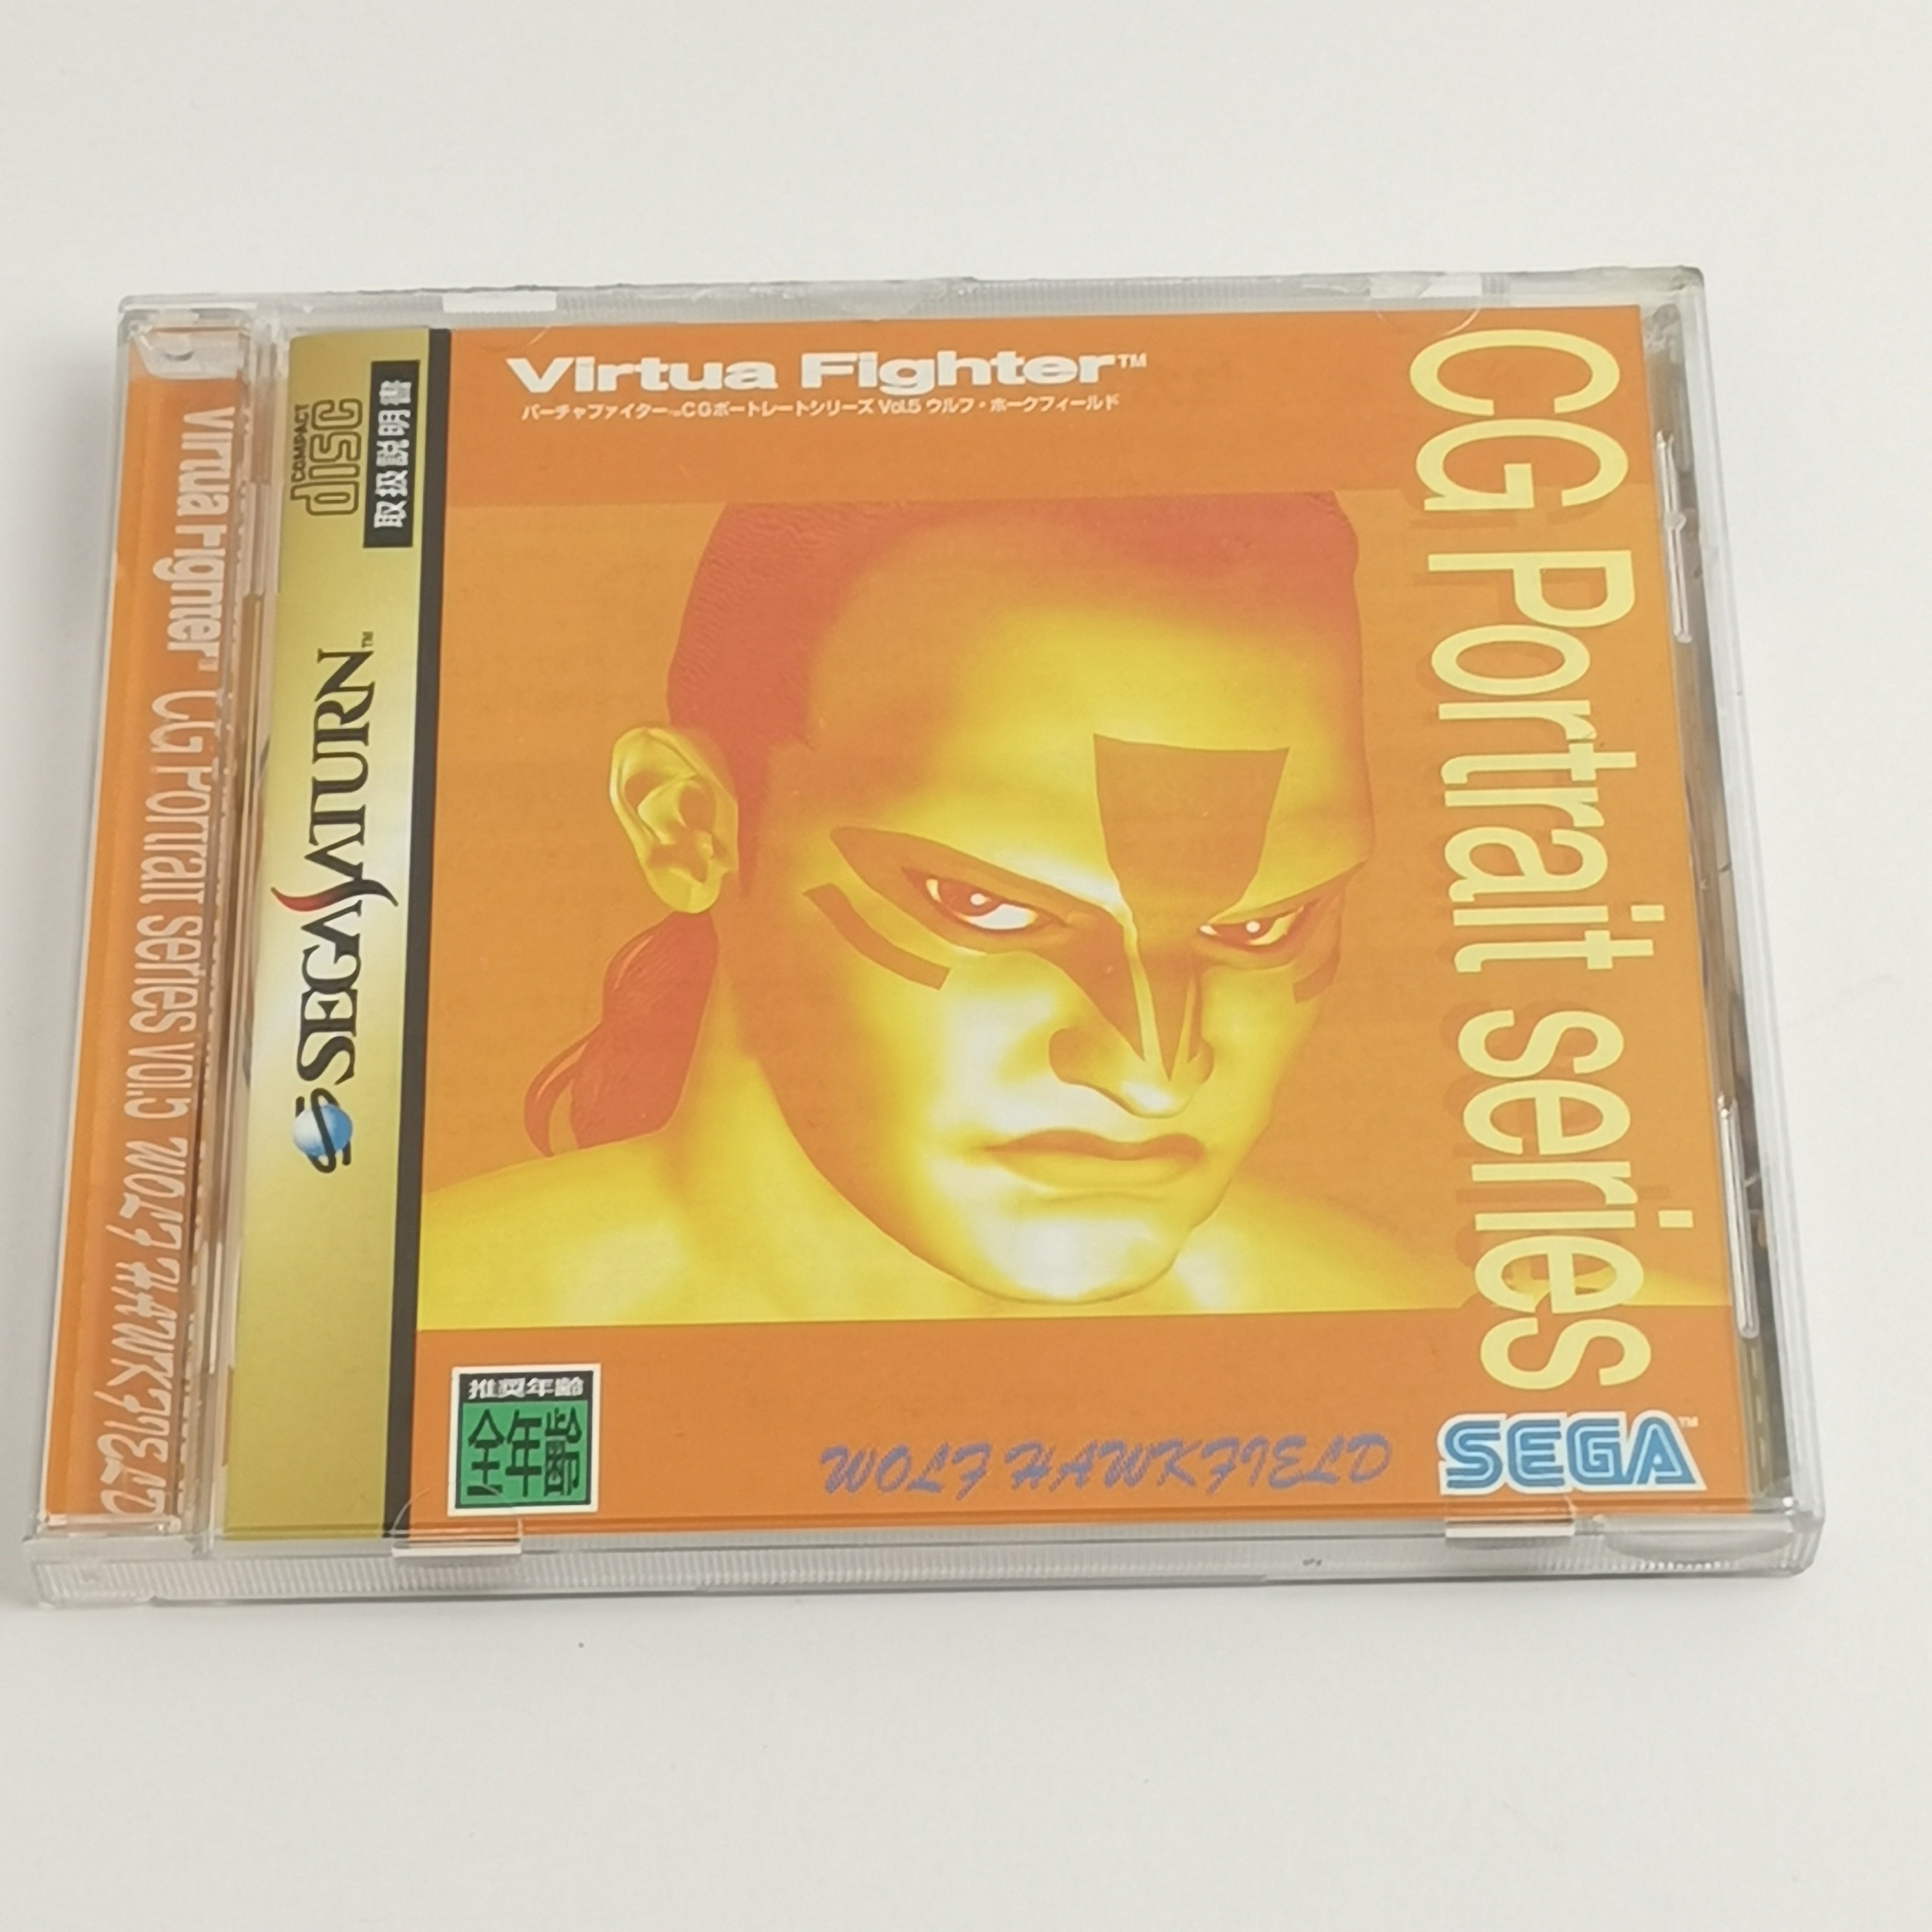 Virtua Fighter™
バーチャファイター™CGポートレートシリーズ Vol.5 ウルフ・ホークフィールド
CG Portrait series
COMPACT
disc
取扱説明書
SEGA SATURN™
Virtua Fighter™ CG Portrait series Vol.5 WOLF HAWKFIELD
推奨年齢
全年齢
WOLF HAWKFIELD
SEGA™